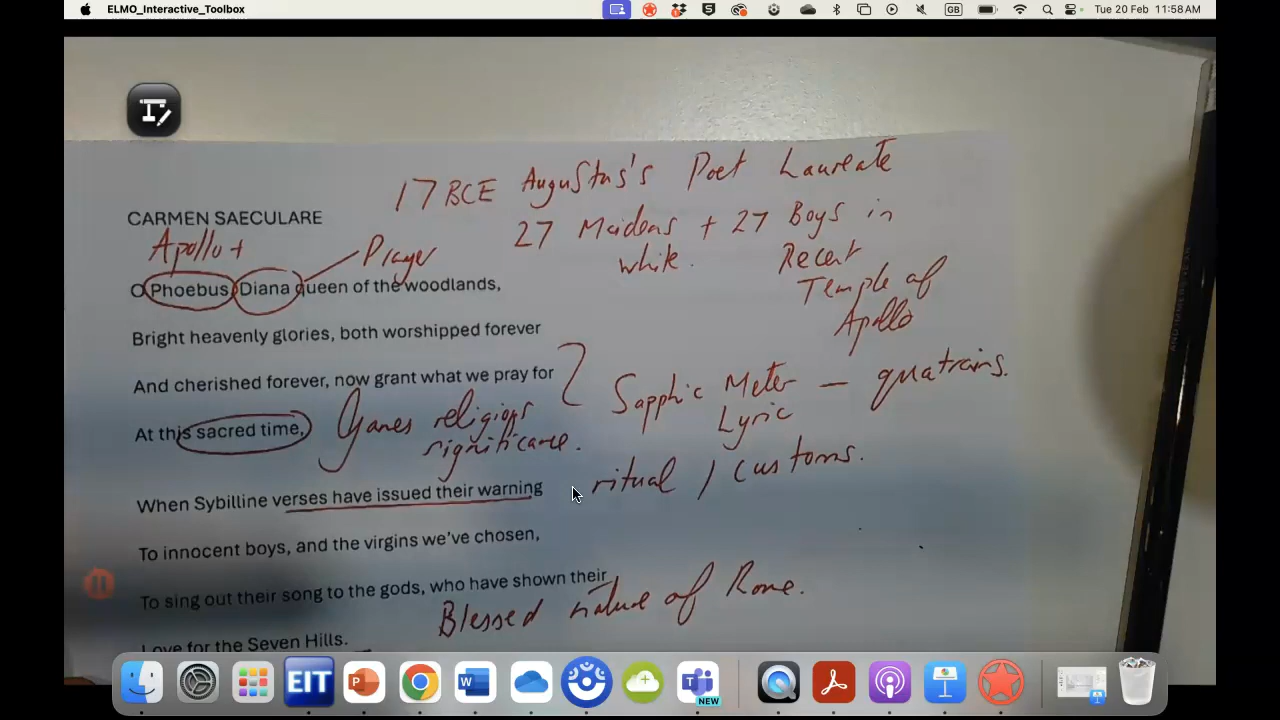 ELMO_Interactive_Toolbox
GB
Tue 20 Feb 11:58AM
17 BCE Augustus's Poet Laureate
CARMEN SAECULARE
27 Maidens + 27 Boys in
white.
Recent
Temple of
Apollo
Apollo +
Prayer
O Phoebus, Diana queen of the woodlands,
Bright heavenly glories, both worshipped forever
And cherished forever, now grant what we pray for
Sapphic Meter – quatrains.
Lyric
At this sacred time,
Games religious
significance.
When Sybilline verses have issued their warning
ritual / customs.
To innocent boys, and the virgins we've chosen,
To sing out their song to the gods, who have shown their
Blessed nature of Rome.
Love for the Seven Hills.
EIT
P
W
NEW